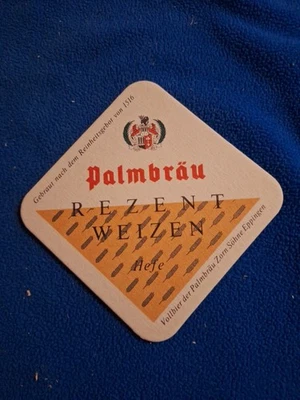 Gebraut nach dem Reinheitsgebot von 1516
Palmbräu
REZENT
WEIZEN
Hefe
Vollbier der Palmbräu Zorn Söhne Eppingen